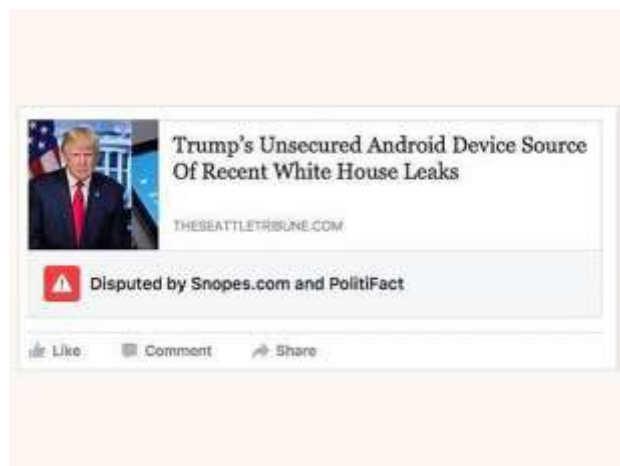 Trump's Unsecured Android Device Source
Of Recent White House Leaks
THESEATTLETRIBUNE.COM
Disputed by Snopes.com and PolitiFact
Like Comment Share